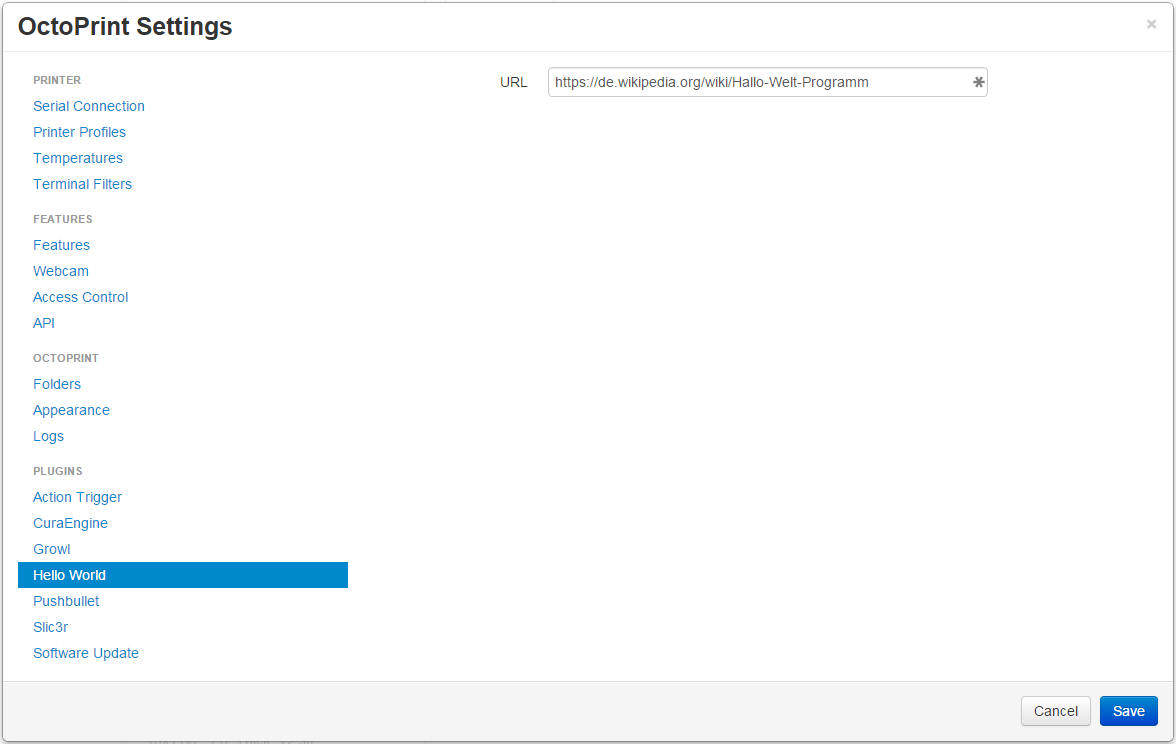 OctoPrint Settings
×
PRINTER
Serial Connection
Printer Profiles
Temperatures
Terminal Filters
FEATURES
Features
Webcam
Access Control
API
OCTOPRINT
Folders
Appearance
Logs
PLUGINS
Action Trigger
CuraEngine
Growl
Hello World
Pushbullet
Slic3r
Software Update
URL https://de.wikipedia.org/wiki/Hallo-Welt-Programm
Cancel Save